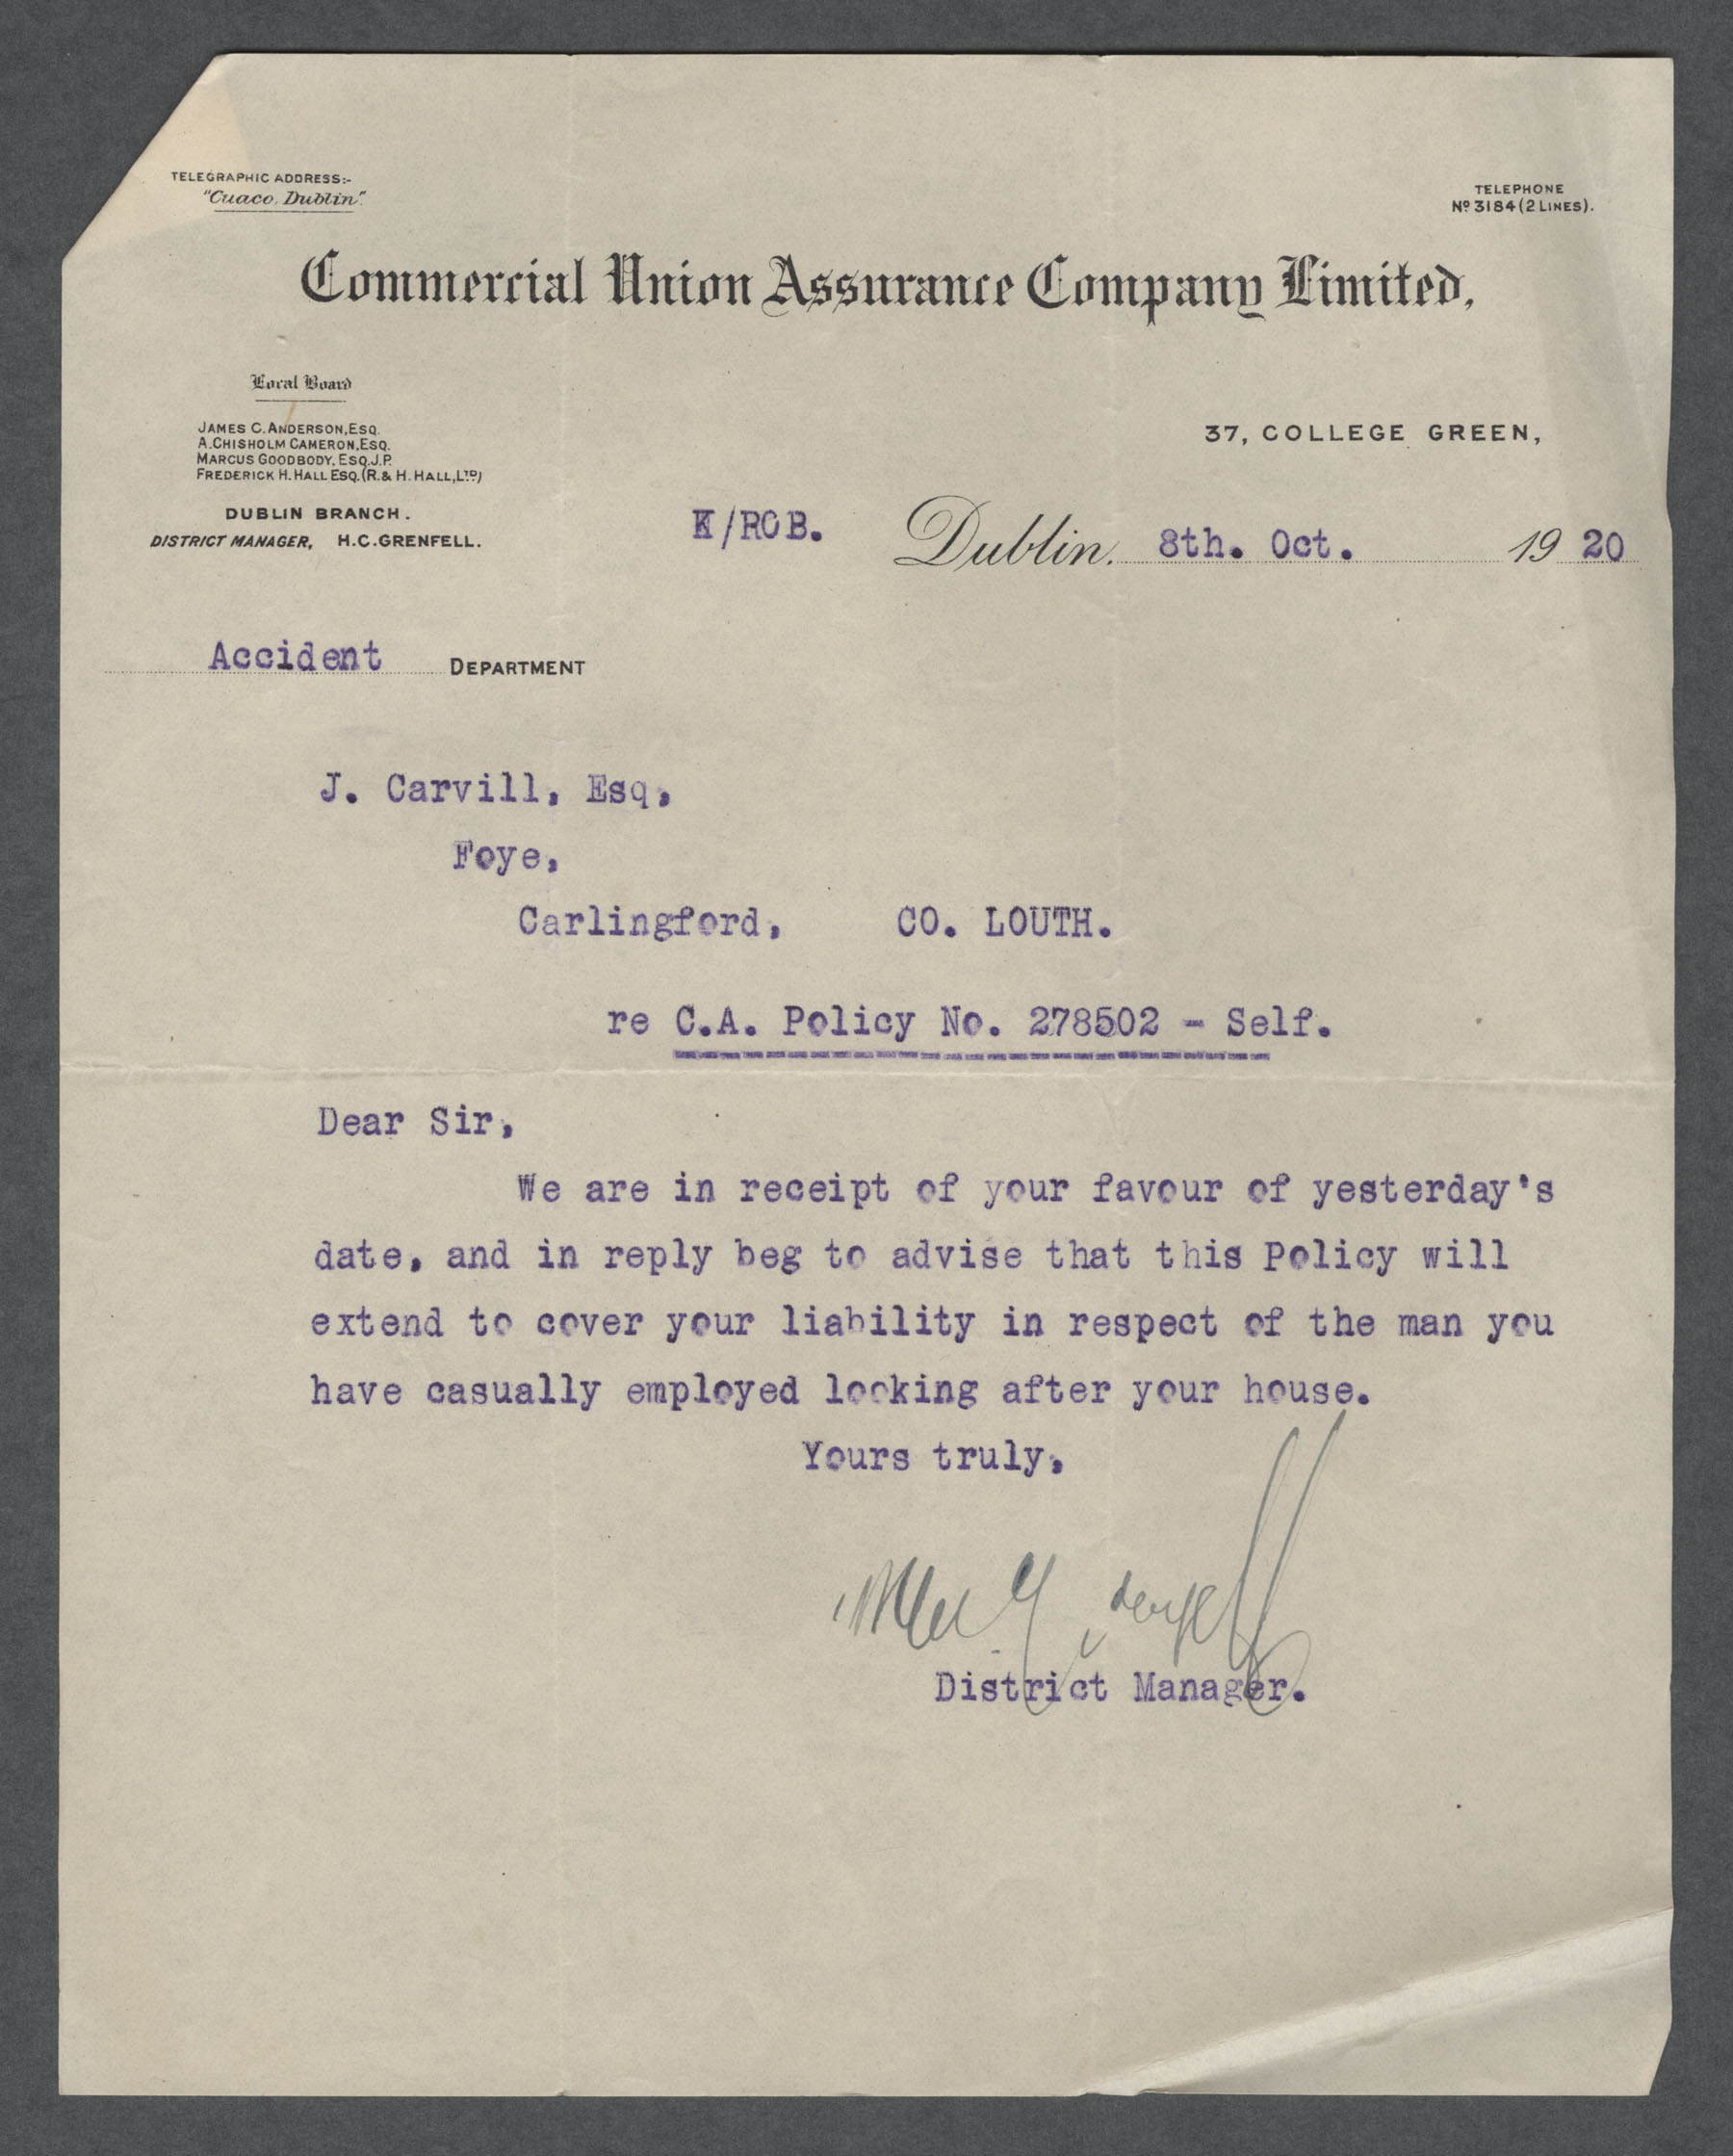 TELEGRAPHIC ADDRESS:-
"Cuaco, Dublin".
TELEPHONE
No 3184 (2 LINES).
Commercial Union Assurance Company Limited,
Local Board
JAMES C. ANDERSON, ESQ.
A. CHISHOLM CAMERON, ESQ.
MARCUS GOODBODY, ESQ. J.P.
FREDERICK H. HALL ESQ. (R. & H. HALL, LTD)
DUBLIN BRANCH.
DISTRICT MANAGER, H.C. GRENFELL.
37, COLLEGE GREEN,
K/ROB. Dublin, 8th. Oct. 1920
Accident DEPARTMENT
J. Carvill, Esq,
Foye,
Carlingford, CO. LOUTH.
re C.A. Policy No. 278502 - Self.
Dear Sir,
We are in receipt of your favour of yesterday's
date, and in reply beg to advise that this Policy will
extend to cover your liability in respect of the man you
have casually employed looking after your house.
Yours truly,
District Manager.